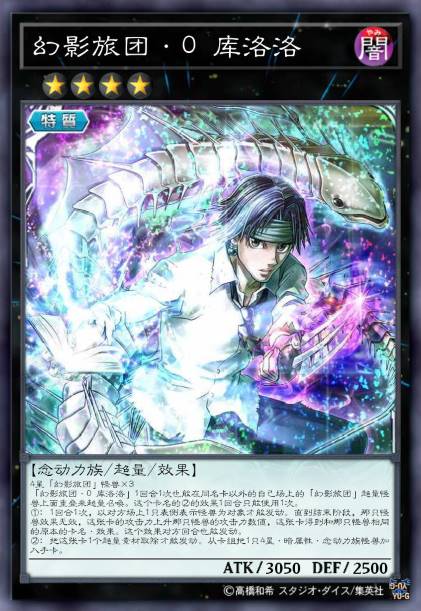 幻影旅团·0 库洛洛
やみ
闇
特質
【念动力族/超量/效果】
4星「幻影旅团」怪兽×3
「幻影旅团·0 库洛洛」1回合1次也能在同名卡以外的自己场上的「幻影旅团」超量怪
兽上面重叠来超量召唤。这个卡名的②的效果1回合只能使用1次。
①：1回合1次，以对方场上1只表侧表示怪兽为对象才能发动。直到结束阶段，那只怪
兽效果无效，这张卡的攻击力上升那只怪兽的攻击力数值，这张卡得到和那只怪兽相同
的原本的卡名·效果。这个效果对方回合也能发动。
②：把这张卡1个超量素材取除才能发动。从卡组把1只4星·暗属性·念动力族怪兽加
入手卡。
ATK / 3050 DEF / 2500
©高橋和希 スタジオ・ダイス/集英社